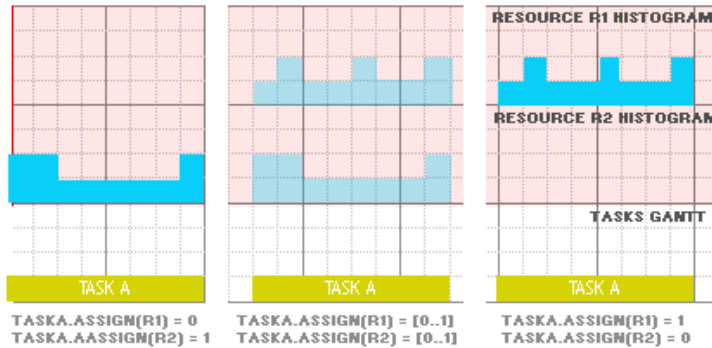 RESOURCE R1 HISTOGRAM
RESOURCE R2 HISTOGRAM
TASKS GANTT
TASK A
TASK A
TASK A
TASKA.ASSIGN(R1) = 0
TASKA.AASSIGN(R2) = 1
TASKA.ASSIGN(R1) = [0..1]
TASKA.ASSIGN(R2) = [0..1]
TASKA.ASSIGN(R1) = 1
TASKA.ASSIGN(R2) = 0